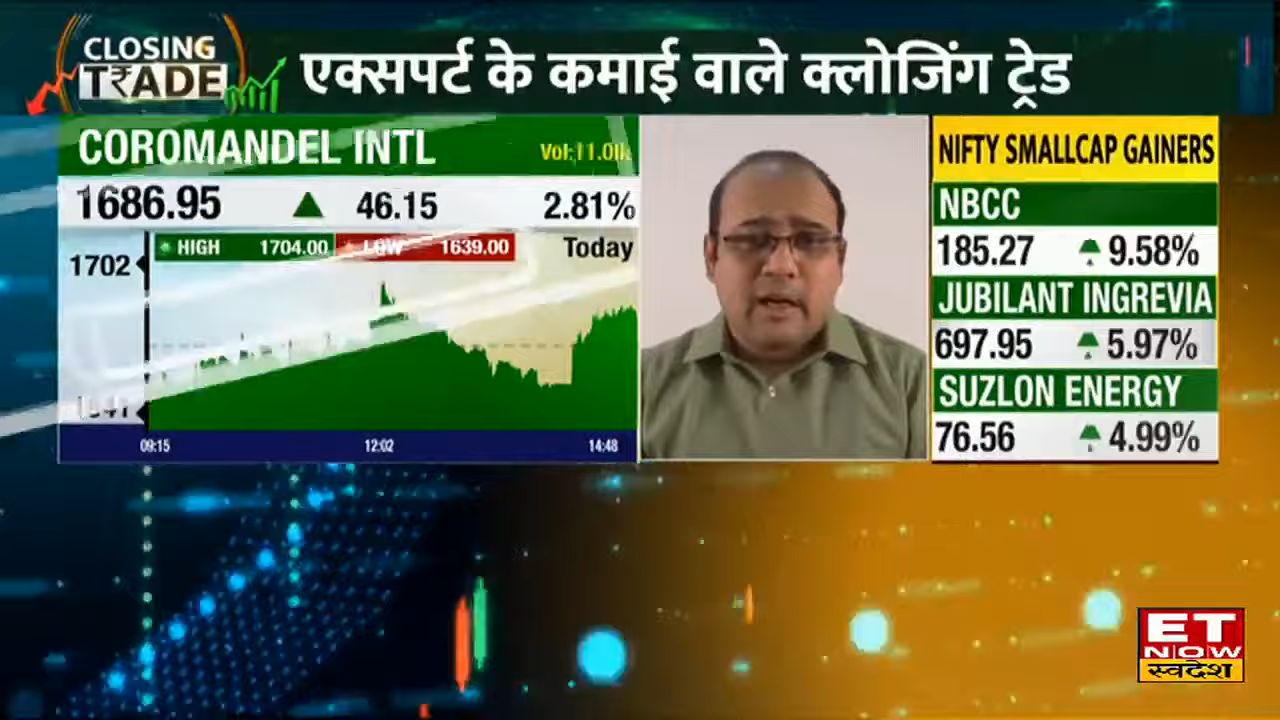 CLOSING
TRADE
एक्सपर्ट के कमाई वाले क्लोजिंग ट्रेड
COROMANDEL INTL
1686.95 ▲ 46.15 2.81%
HIGH 1704.00 LOW 1639.00 Today
1702
09:15 12:02 14:48
NIFTY SMALLCAP GAINERS
NBCC
185.27 9.58%
JUBILANT INGREVIA
697.95 5.97%
SUZLON ENERGY
76.56 4.99%
ET
NOW
स्वदेश